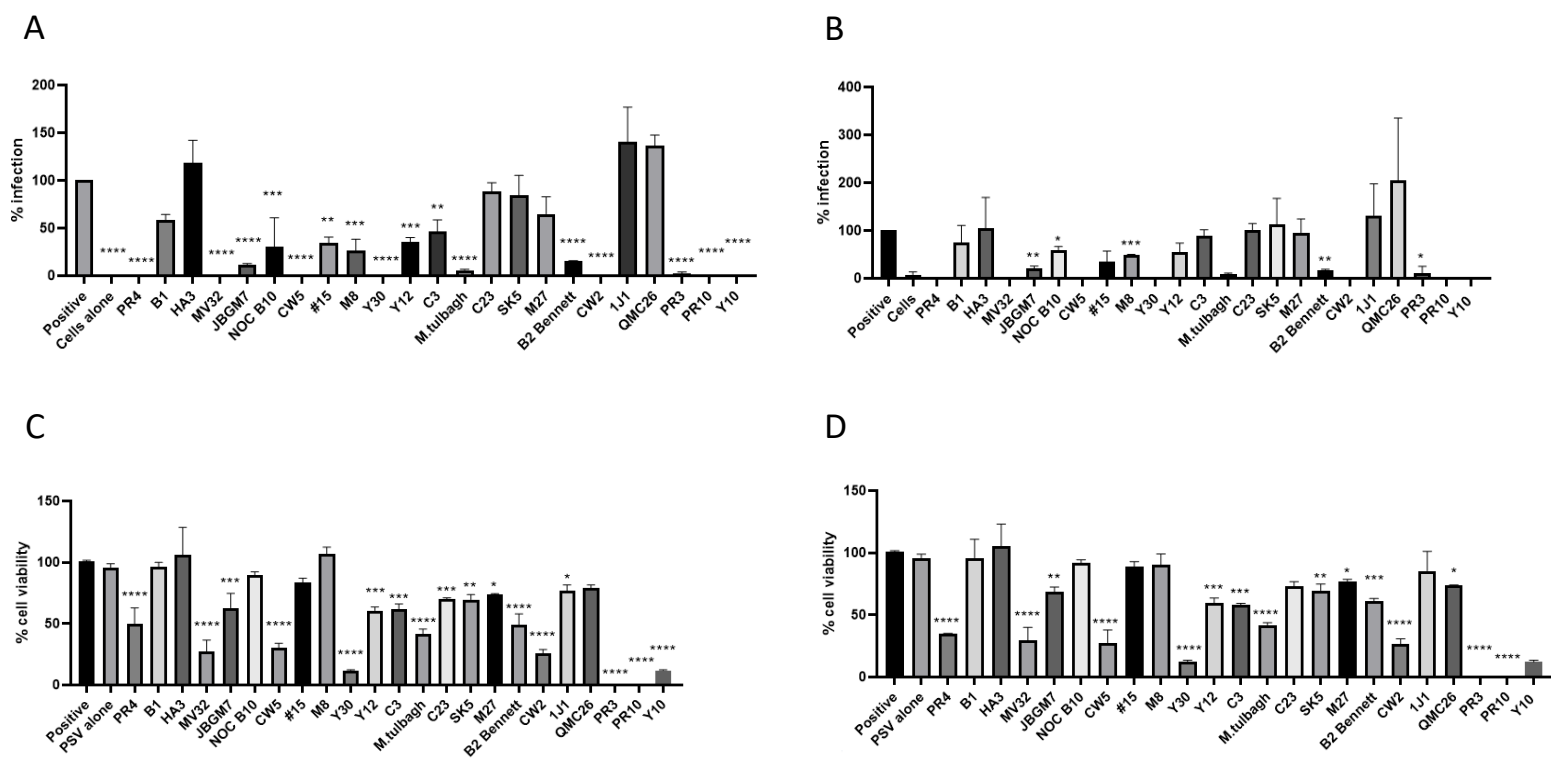 A
% infection
200
150
100
50
0
**** **** **** **** *** **** ** *** **** *** ** **** **** **** **** **** ****
Positive
Cells alone
PR4
B1
HA3
MV32
JBGM7
NOC B10
CW5
#15
M8
Y30
Y12
C3
M.tulbagh
C23
SK5
M27
B2 Bennett
CW2
1J1
QMC26
PR3
PR10
Y10
B
% infection
400
300
200
100
0
** * *** ** *
Positive
Cells
PR4
B1
HA3
MV32
JBGM7
NOC B10
CW5
#15
M8
Y30
Y12
C3
M.tulbagh
C23
SK5
M27
B2 Bennett
CW2
1J1
QMC26
PR3
PR10
Y10
C
% cell viability
150
100
50
0
**** **** *** **** **** *** *** **** *** ** * **** **** * **** **** ****
Positive
PSV alone
PR4
B1
HA3
MV32
JBGM7
NOC B10
CW5
#15
M8
Y30
Y12
C3
M.tulbagh
C23
SK5
M27
B2 Bennett
CW2
1J1
QMC26
PR3
PR10
Y10
D
% cell viability
150
100
50
0
**** **** ** **** **** *** *** **** ** * *** **** * **** ****
Positive
PSV alone
PR4
B1
HA3
MV32
JBGM7
NOC B10
CW5
#15
M8
Y30
Y12
C3
M.tulbagh
C23
SK5
M27
B2 Bennett
CW2
1J1
QMC26
PR3
PR10
Y10